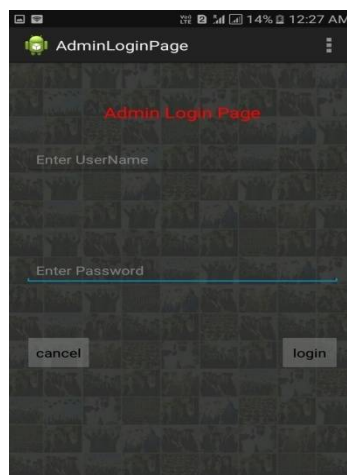 14% 12:27 AM
AdminLoginPage
Admin Login Page
Enter UserName
Enter Password
cancel
login